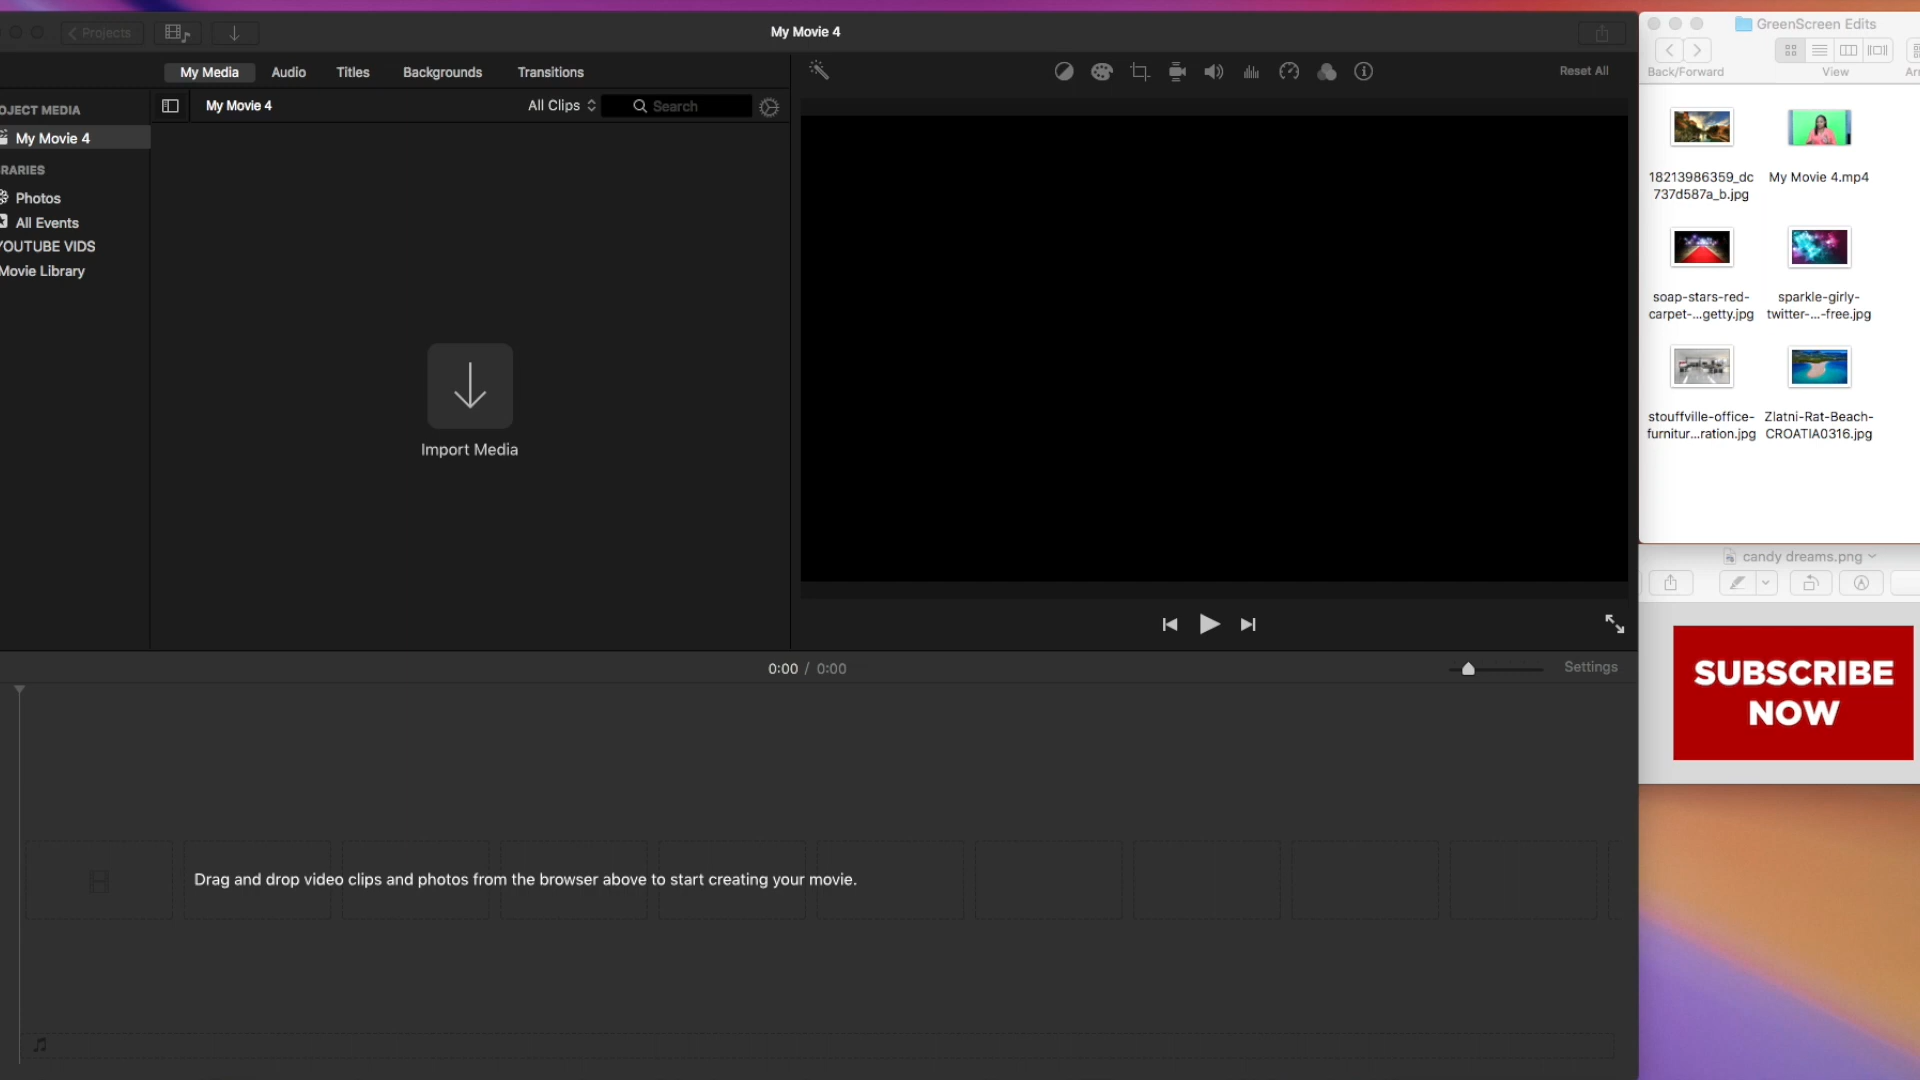 Projects
My Movie 4
My Media
Audio
Titles
Backgrounds
Transitions
Reset All
OJECT MEDIA
My Movie 4
RARIES
Photos
All Events
YOUTUBE VIDS
Movie Library
My Movie 4
All Clips
Search
Import Media
0:00 / 0:00
Settings
Drag and drop video clips and photos from the browser above to start creating your movie.
GreenScreen Edits
Back/Forward
View
Arr
18213986359_dc
737d587a_b.jpg
My Movie 4.mp4
soap-stars-red-
carpet-...getty.jpg
sparkle-girly-
twitter-...-free.jpg
stouffville-office-
furnitur...ration.jpg
Zlatni-Rat-Beach-
CROATIA0316.jpg
candy dreams.png
SUBSCRIBE
NOW